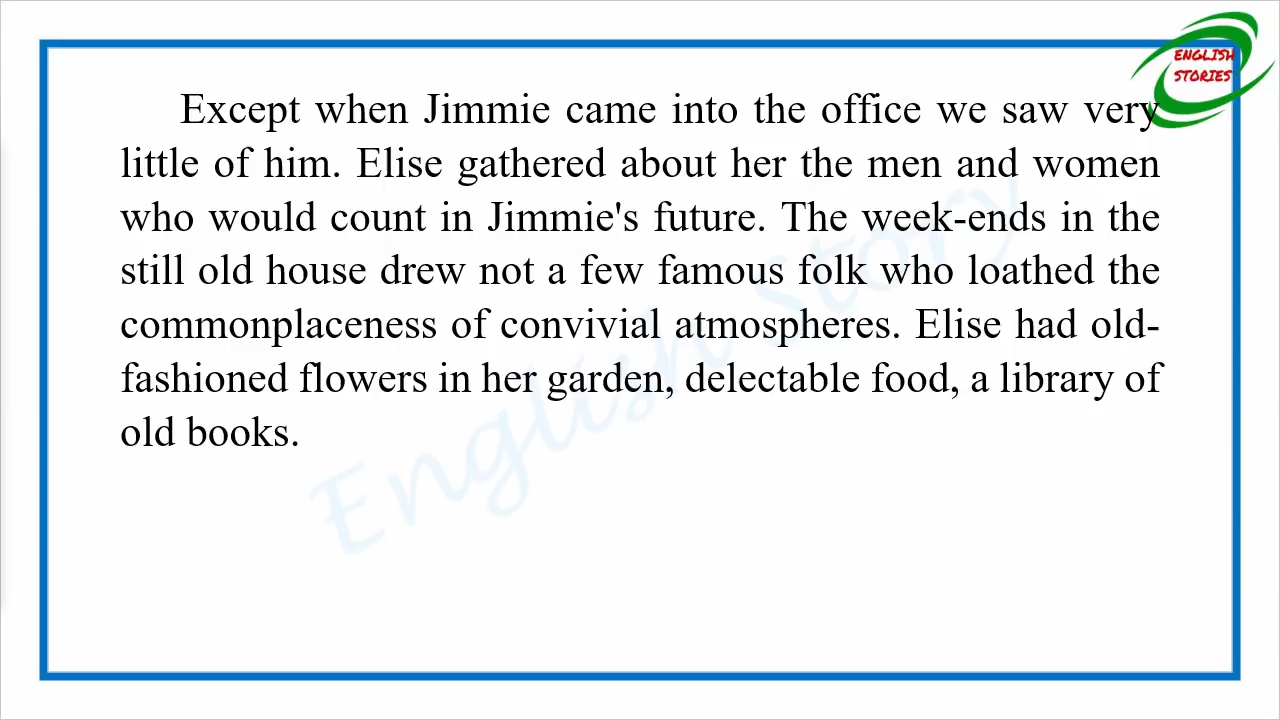 ENGLISH
STORIES
Except when Jimmie came into the office we saw very
little of him. Elise gathered about her the men and women
who would count in Jimmie's future. The week-ends in the
still old house drew not a few famous folk who loathed the
commonplaceness of convivial atmospheres. Elise had old-
fashioned flowers in her garden, delectable food, a library of
old books.
English Story